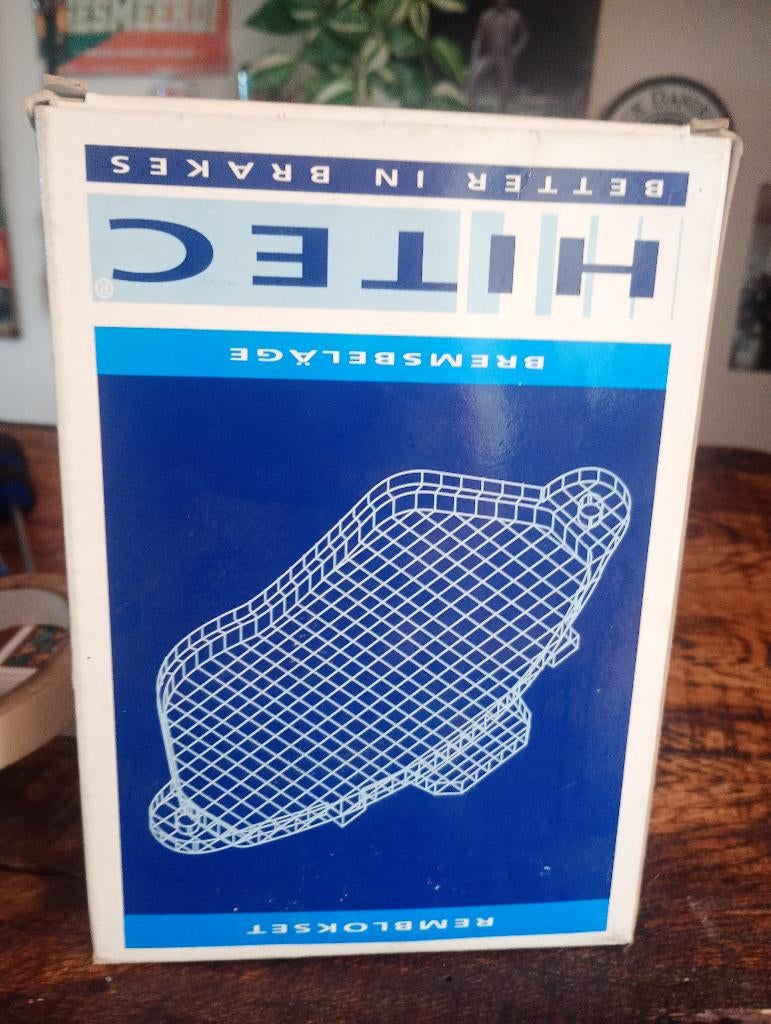 REMBLOKSET
BREMSBELÄGE
HITEC®
BETTER IN BRAKES